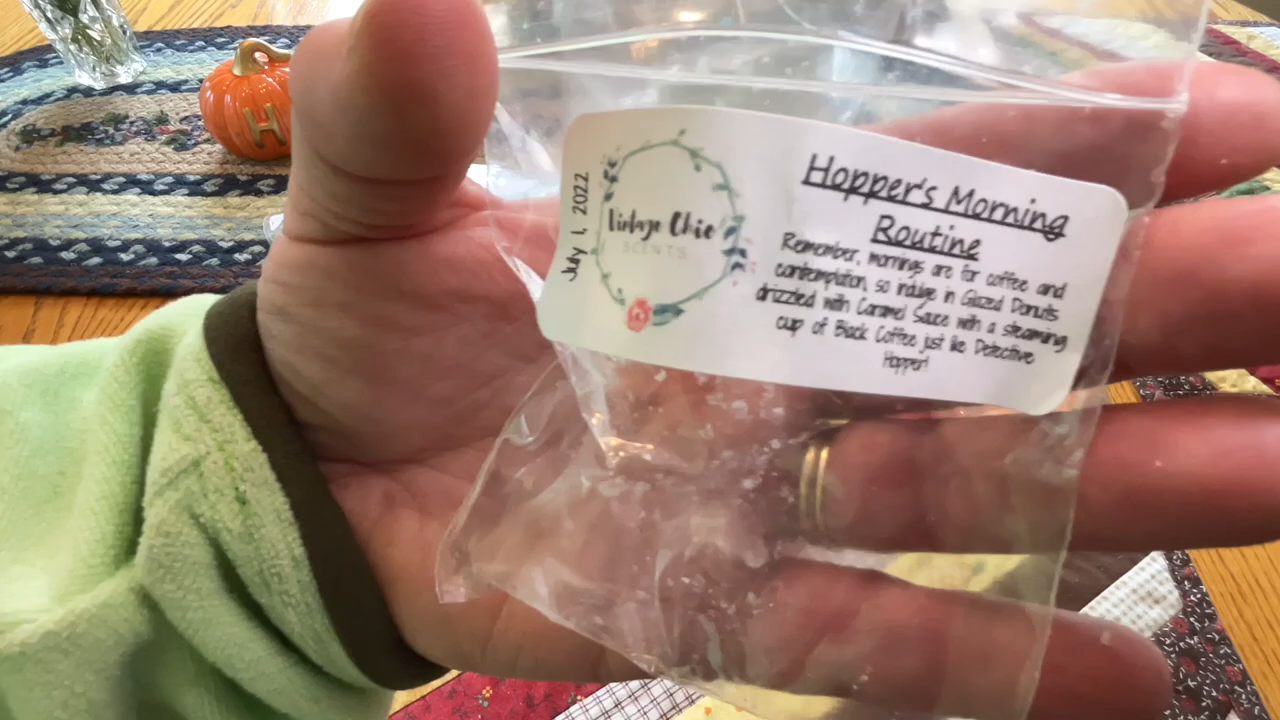 H
July 1, 2022
Vintage Chic
SCENTS
Hopper's Morning
Routine
Remember, mornings are for coffee and
contemplation, so indulge in Glazed Donuts
drizzled with Caramel Sauce with a steaming
cup of Black Coffee just like Detective
Hopper!